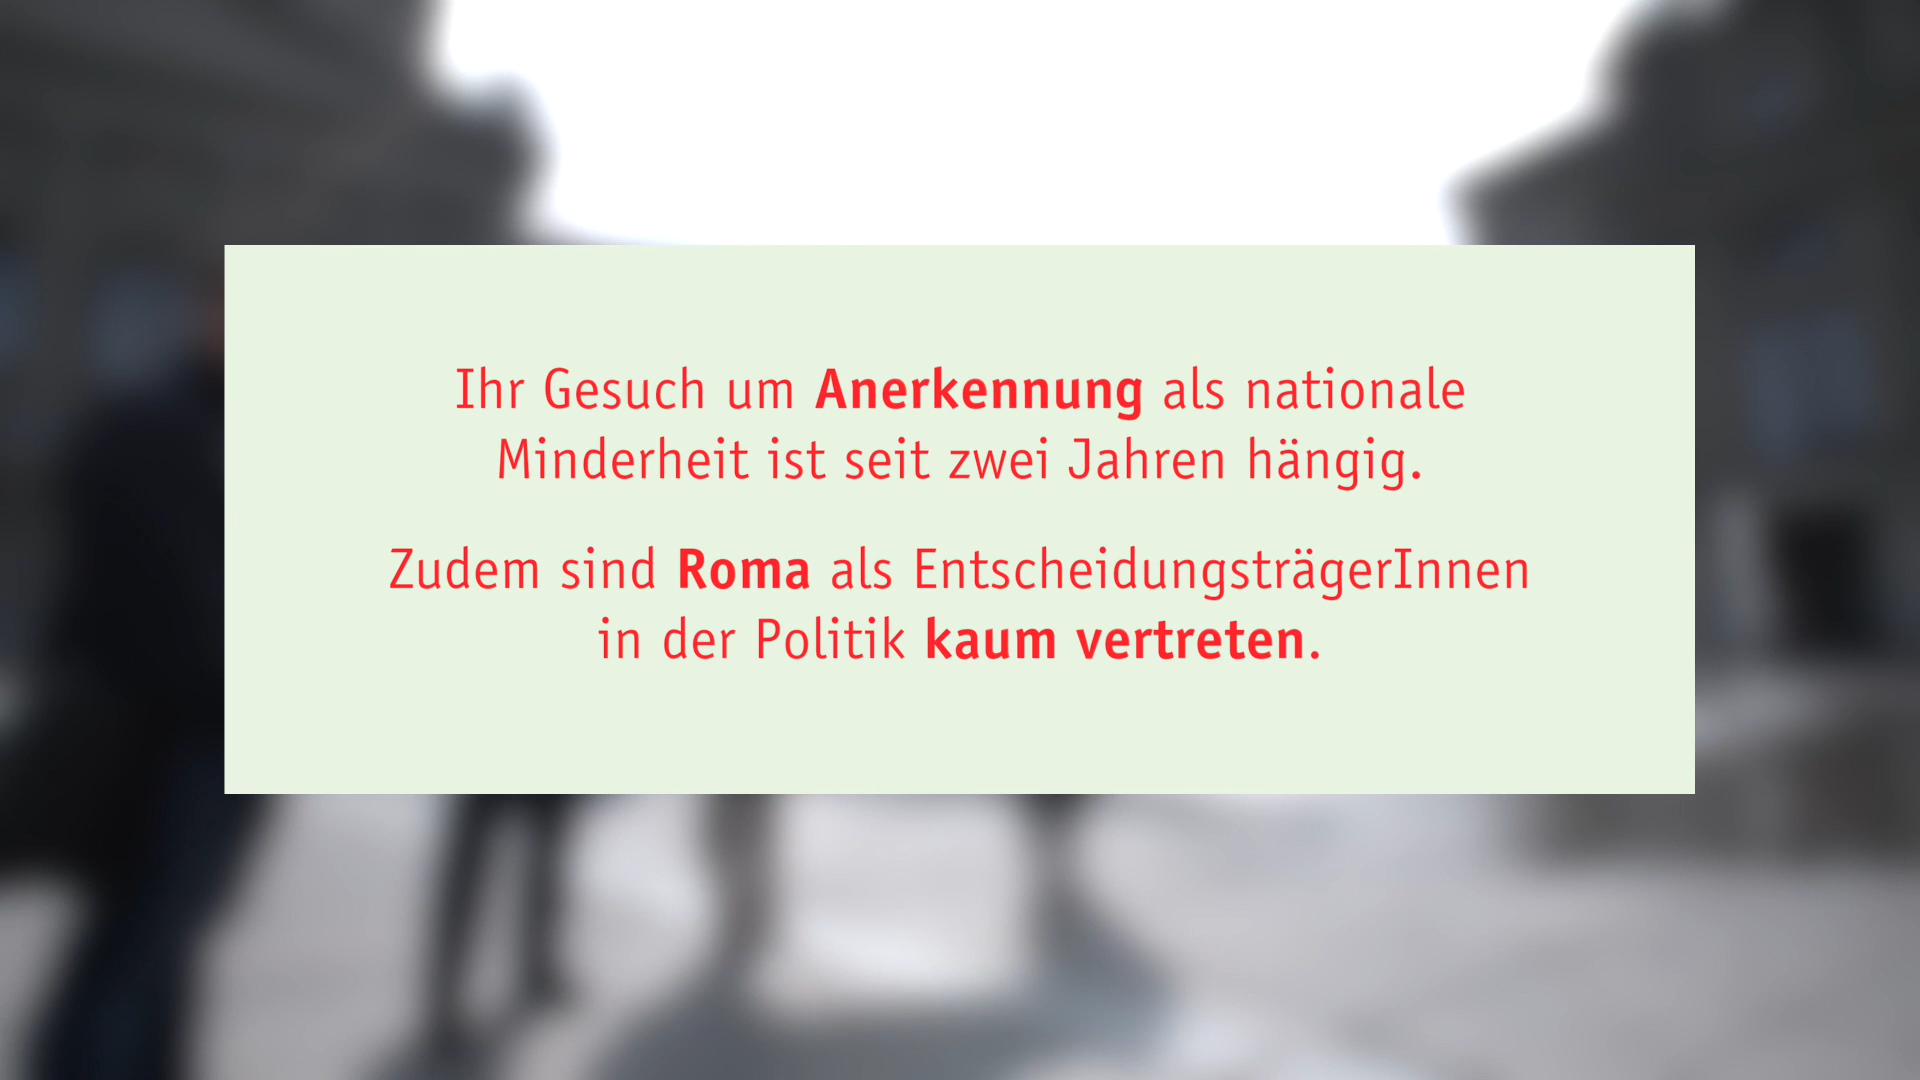 Ihr Gesuch um Anerkennung als nationale
Minderheit ist seit zwei Jahren hängig.
Zudem sind Roma als EntscheidungsträgerInnen
in der Politik kaum vertreten.